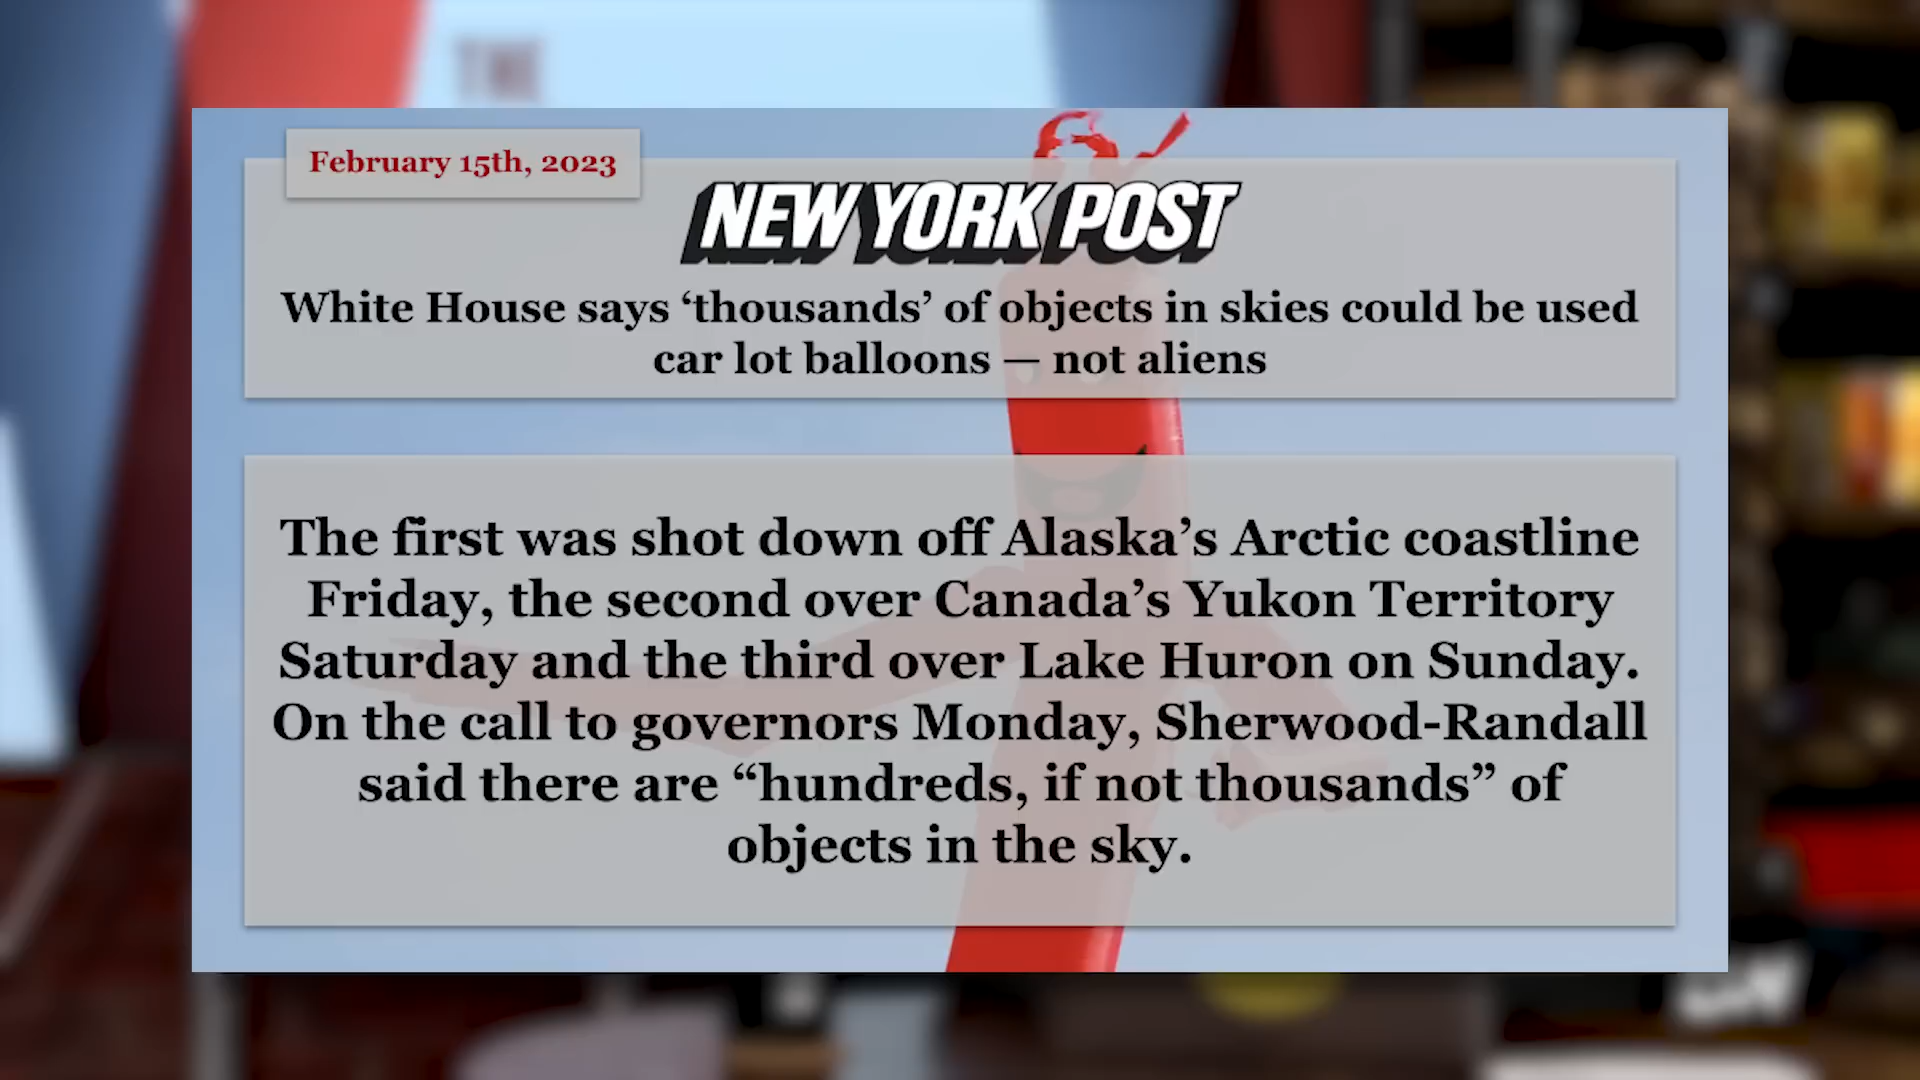 THE
February 15th, 2023
NEW YORK POST
White House says ‘thousands’ of objects in skies could be used
car lot balloons — not aliens
The first was shot down off Alaska’s Arctic coastline
Friday, the second over Canada’s Yukon Territory
Saturday and the third over Lake Huron on Sunday.
On the call to governors Monday, Sherwood-Randall
said there are “hundreds, if not thousands” of
objects in the sky.